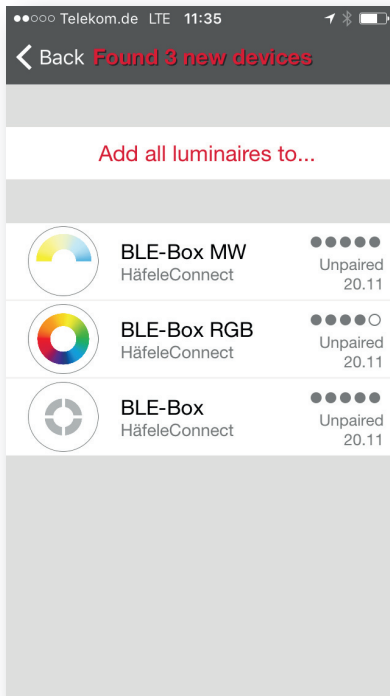 Telekom.de LTE 11:35
Back Found 3 new devices
Add all luminaires to...
BLE-Box MW
HäfeleConnect
Unpaired
20.11
BLE-Box RGB
HäfeleConnect
Unpaired
20.11
BLE-Box
HäfeleConnect
Unpaired
20.11